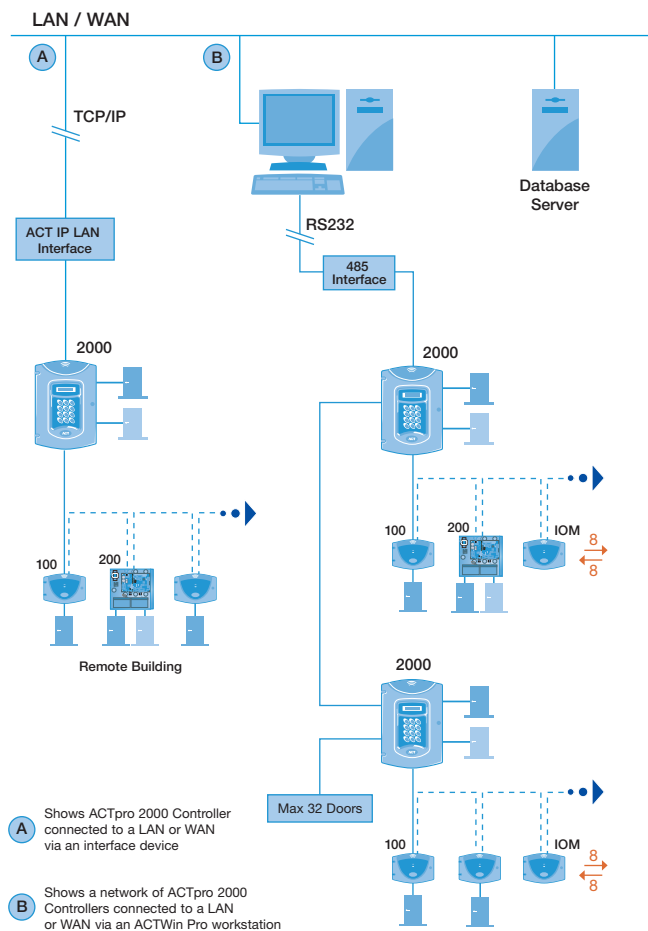 LAN / WAN
A
B
TCP/IP
Database
Server
RS232
ACT IP LAN
Interface
485
Interface
2000
2000
100
200
Remote Building
100
200
IOM
8
8
2000
Max 32 Doors
100
IOM
8
8
A
Shows ACTpro 2000 Controller
connected to a LAN or WAN
via an interface device
B
Shows a network of ACTpro 2000
Controllers connected to a LAN
or WAN via an ACTWin Pro workstation